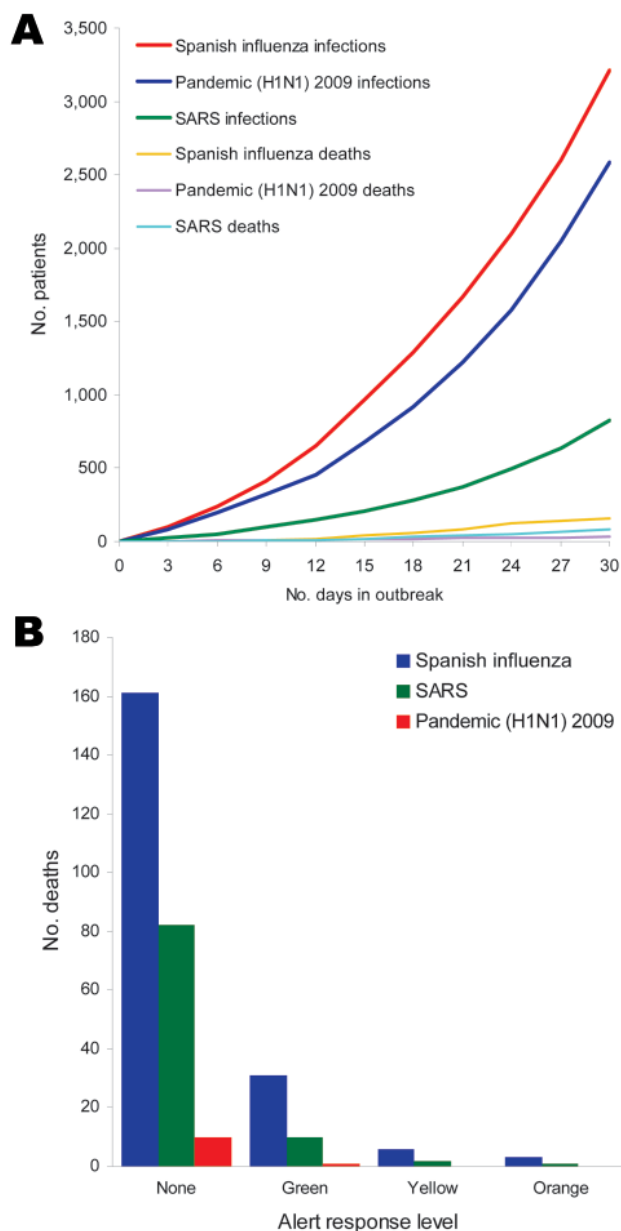 A
3,500
3,000
2,500
2,000
1,500
1,000
500
0
No. patients
Spanish influenza infections
Pandemic (H1N1) 2009 infections
SARS infections
Spanish influenza deaths
Pandemic (H1N1) 2009 deaths
SARS deaths
0 3 6 9 12 15 18 21 24 27 30
No. days in outbreak
B
180
160
140
120
100
80
60
40
20
0
No. deaths
Spanish influenza
SARS
Pandemic (H1N1) 2009
None Green Yellow Orange
Alert response level